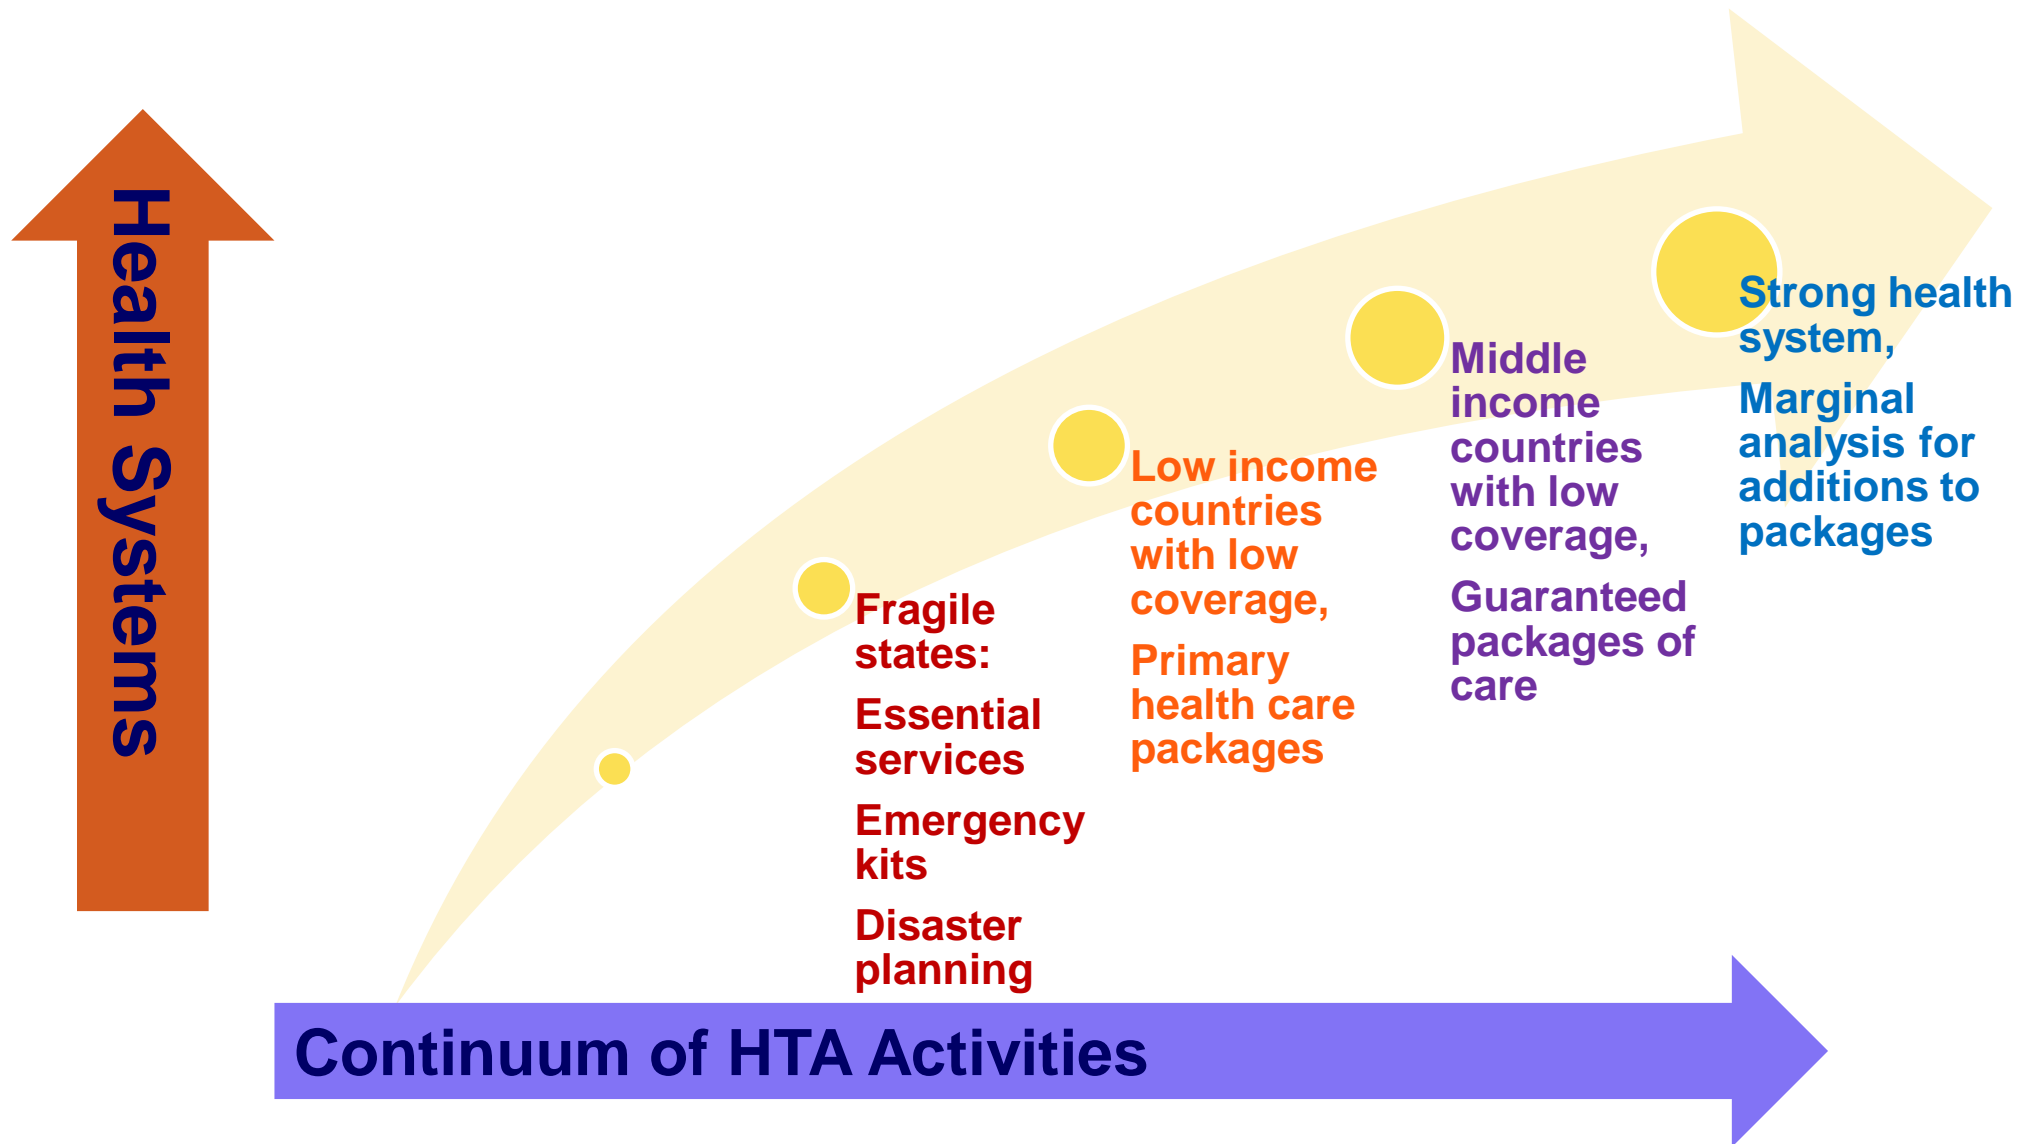 Health Systems
Fragile
states:
Essential
services
Emergency
kits
Disaster
planning
Low income
countries
with low
coverage,
Primary
health care
packages
Middle
income
countries
with low
coverage,
Guaranteed
packages of
care
Strong health
system,
Marginal
analysis for
additions to
packages
Continuum of HTA Activities